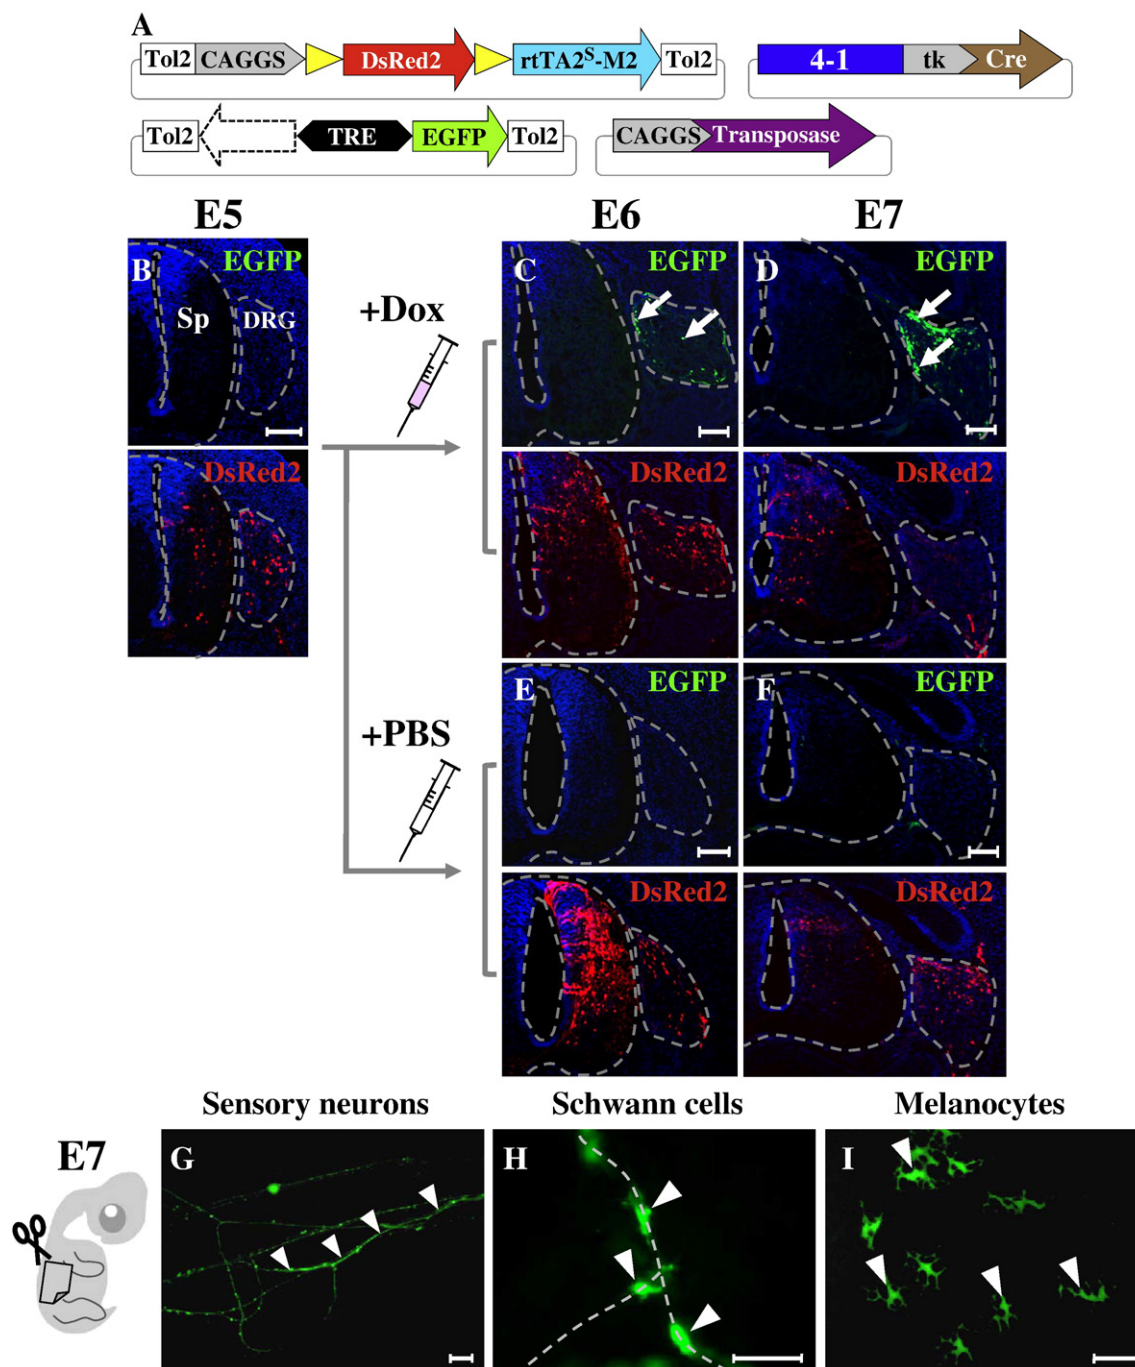 A
Tol2 CAGGS DsRed2 rtTA2S-M2 Tol2
4-1 tk Cre
Tol2 TRE EGFP Tol2
CAGGS Transposase
E5 E6 E7
B EGFP
Sp DRG
DsRed2
+Dox
C EGFP
D EGFP
DsRed2
DsRed2
+PBS
E EGFP
F EGFP
DsRed2
DsRed2
Sensory neurons Schwann cells Melanocytes
E7
G
H
I